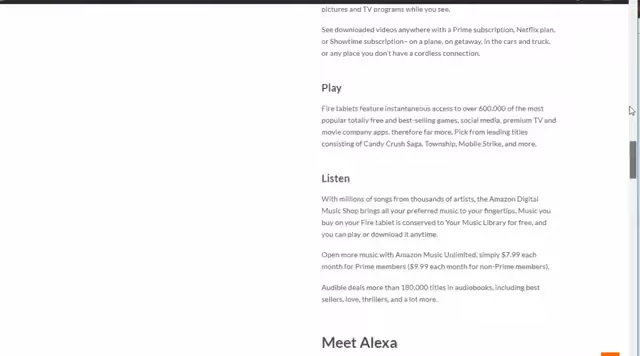 pictures and TV programs while you see.
See downloaded videos anywhere with a Prime subscription, Netflix plan,
or Showtime subscription- on a plane, on getaway, in the cars and truck,
or any place you don't have a cordless connection.
Play
Fire tablets feature instantaneous access to over 600,000 of the most
popular totally free and best-selling games, social media, premium TV and
movie company apps, therefore far more. Pick from leading titles
consisting of Candy Crush Saga, Township, Mobile Strike, and more.
Listen
With millions of songs from thousands of artists, the Amazon Digital
Music Shop brings all your preferred music to your fingertips. Music you
buy on your Fire tablet is conserved to Your Music Library for free, and
you can play or download it anytime.
Open more music with Amazon Music Unlimited, simply $7.99 each
month for Prime members ($9.99 each month for non-Prime members).
Audible deals more than 180,000 titles in audiobooks, including best
sellers, love, thrillers, and a lot more.
Meet Alexa